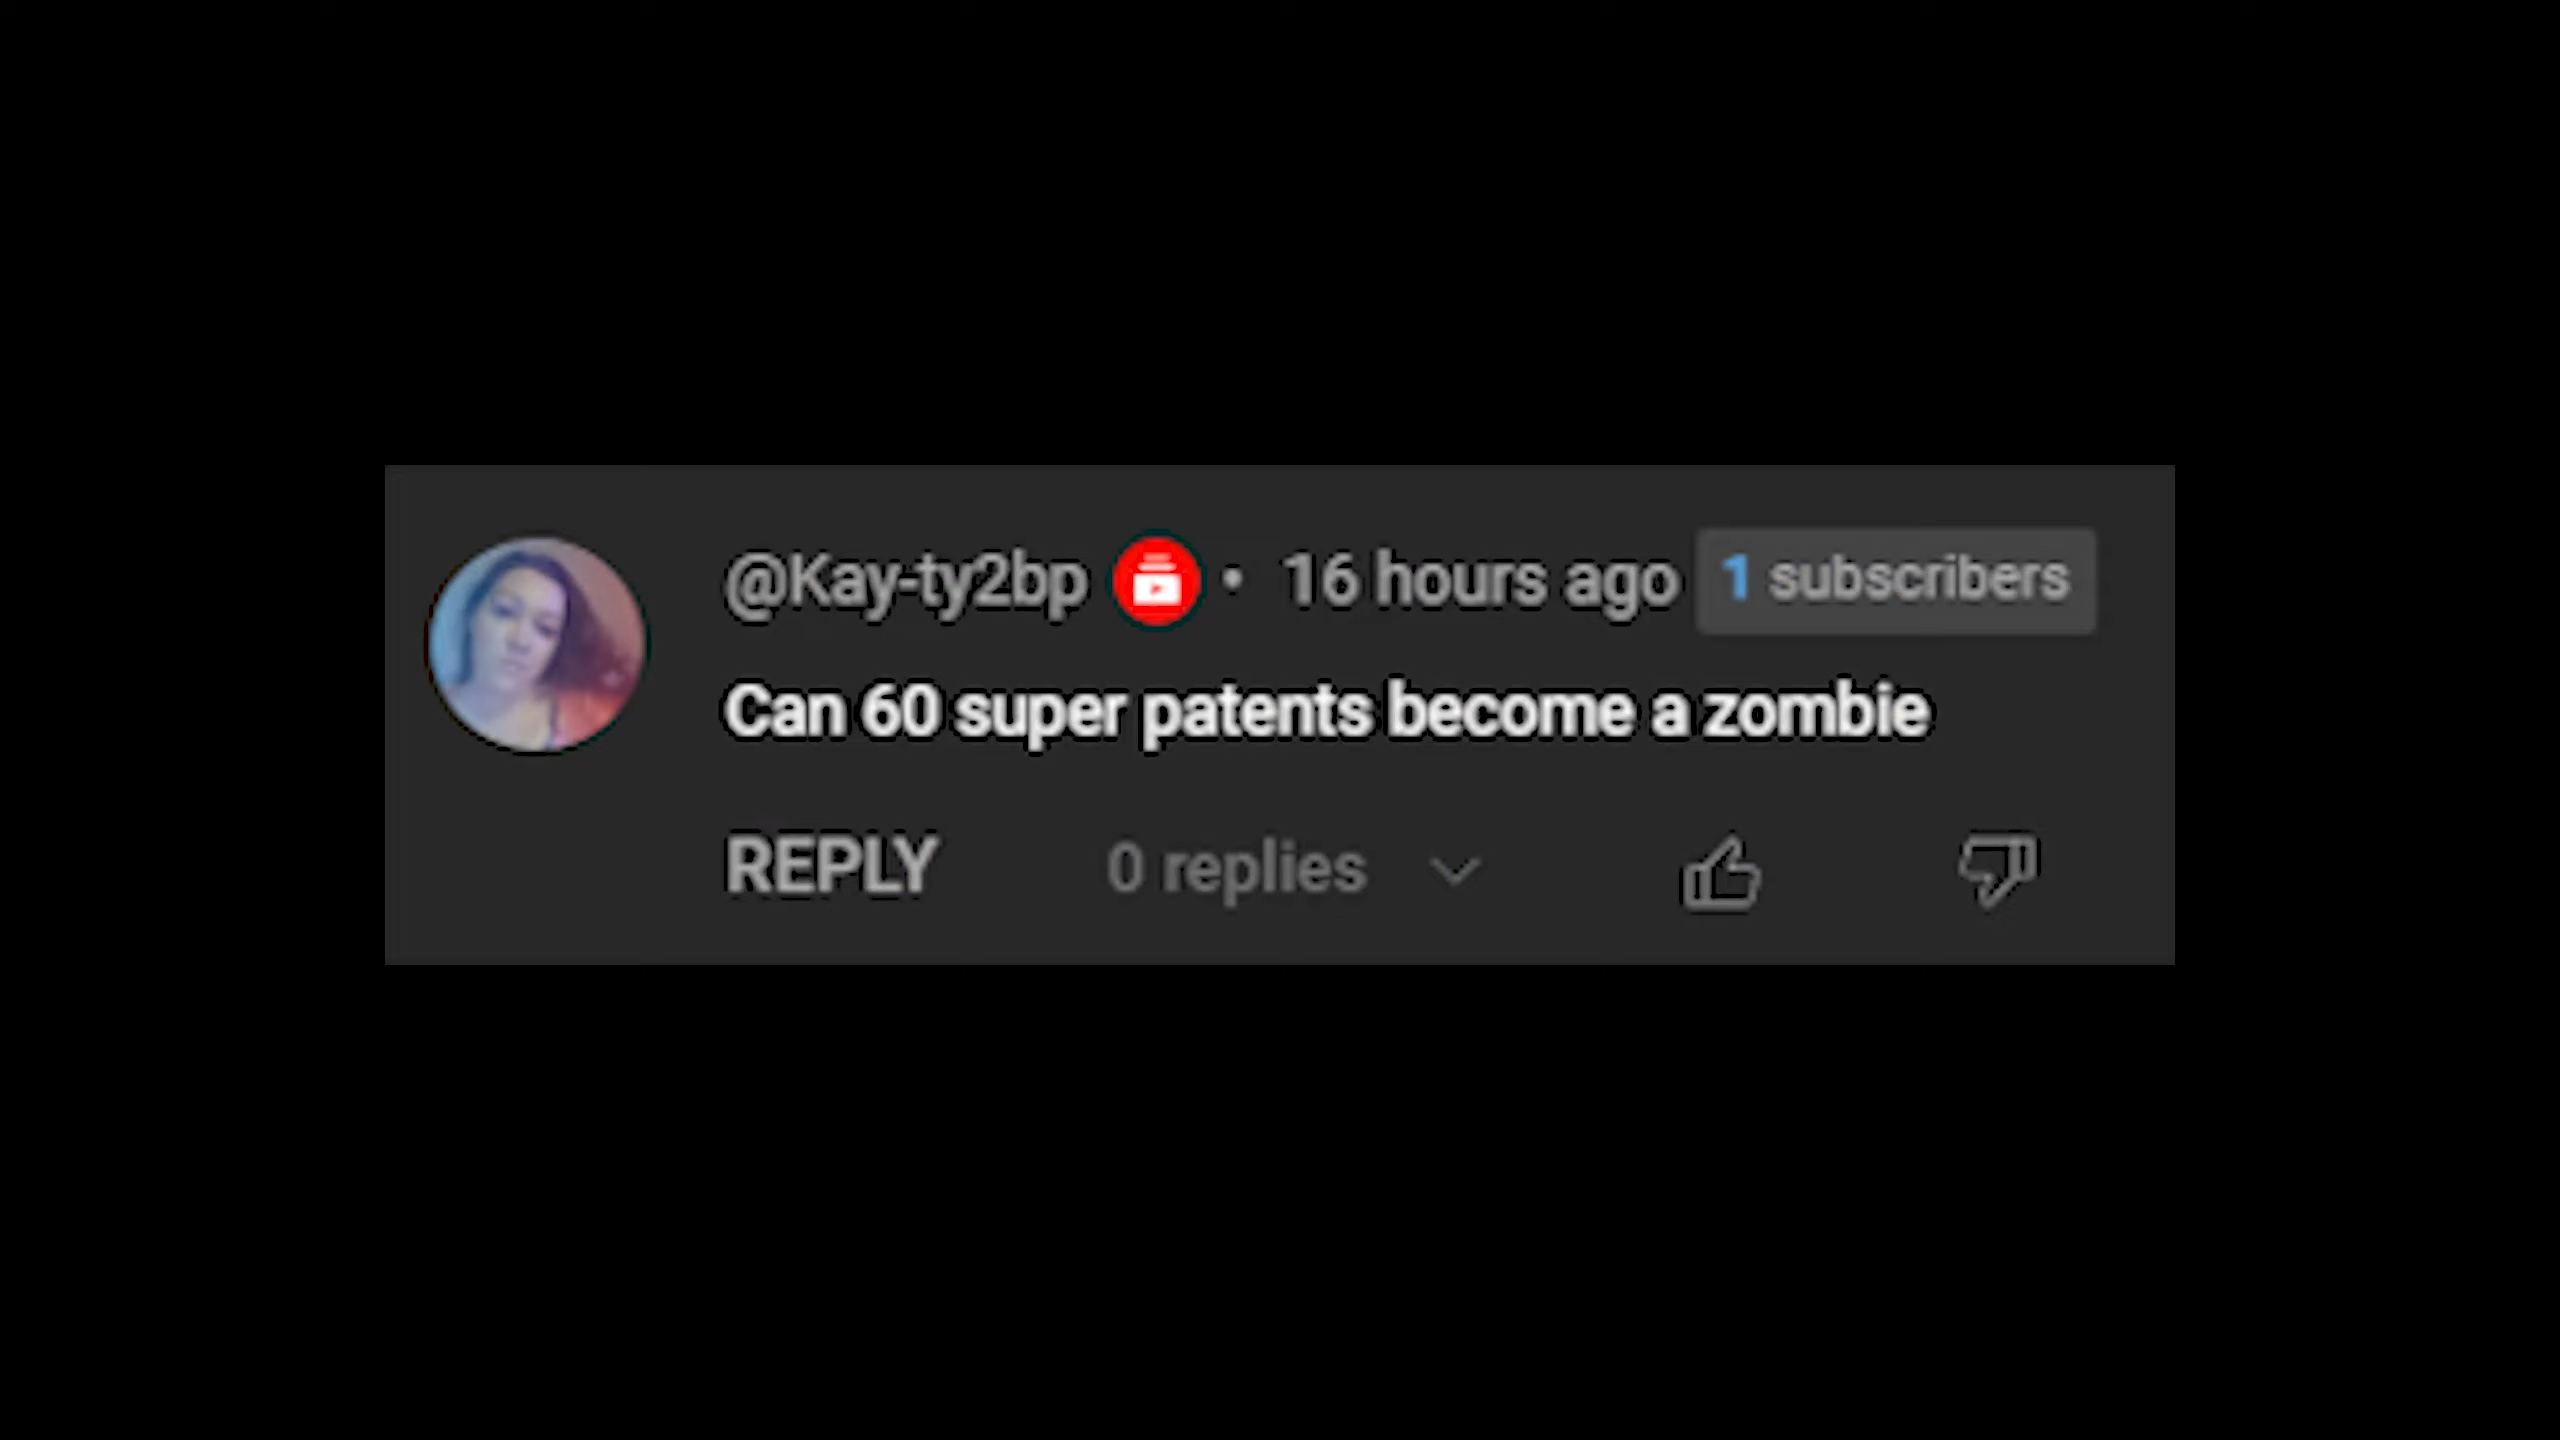 @Kay-ty2bp • 16 hours ago 1 subscribers
Can 60 super patents become a zombie
REPLY 0 replies